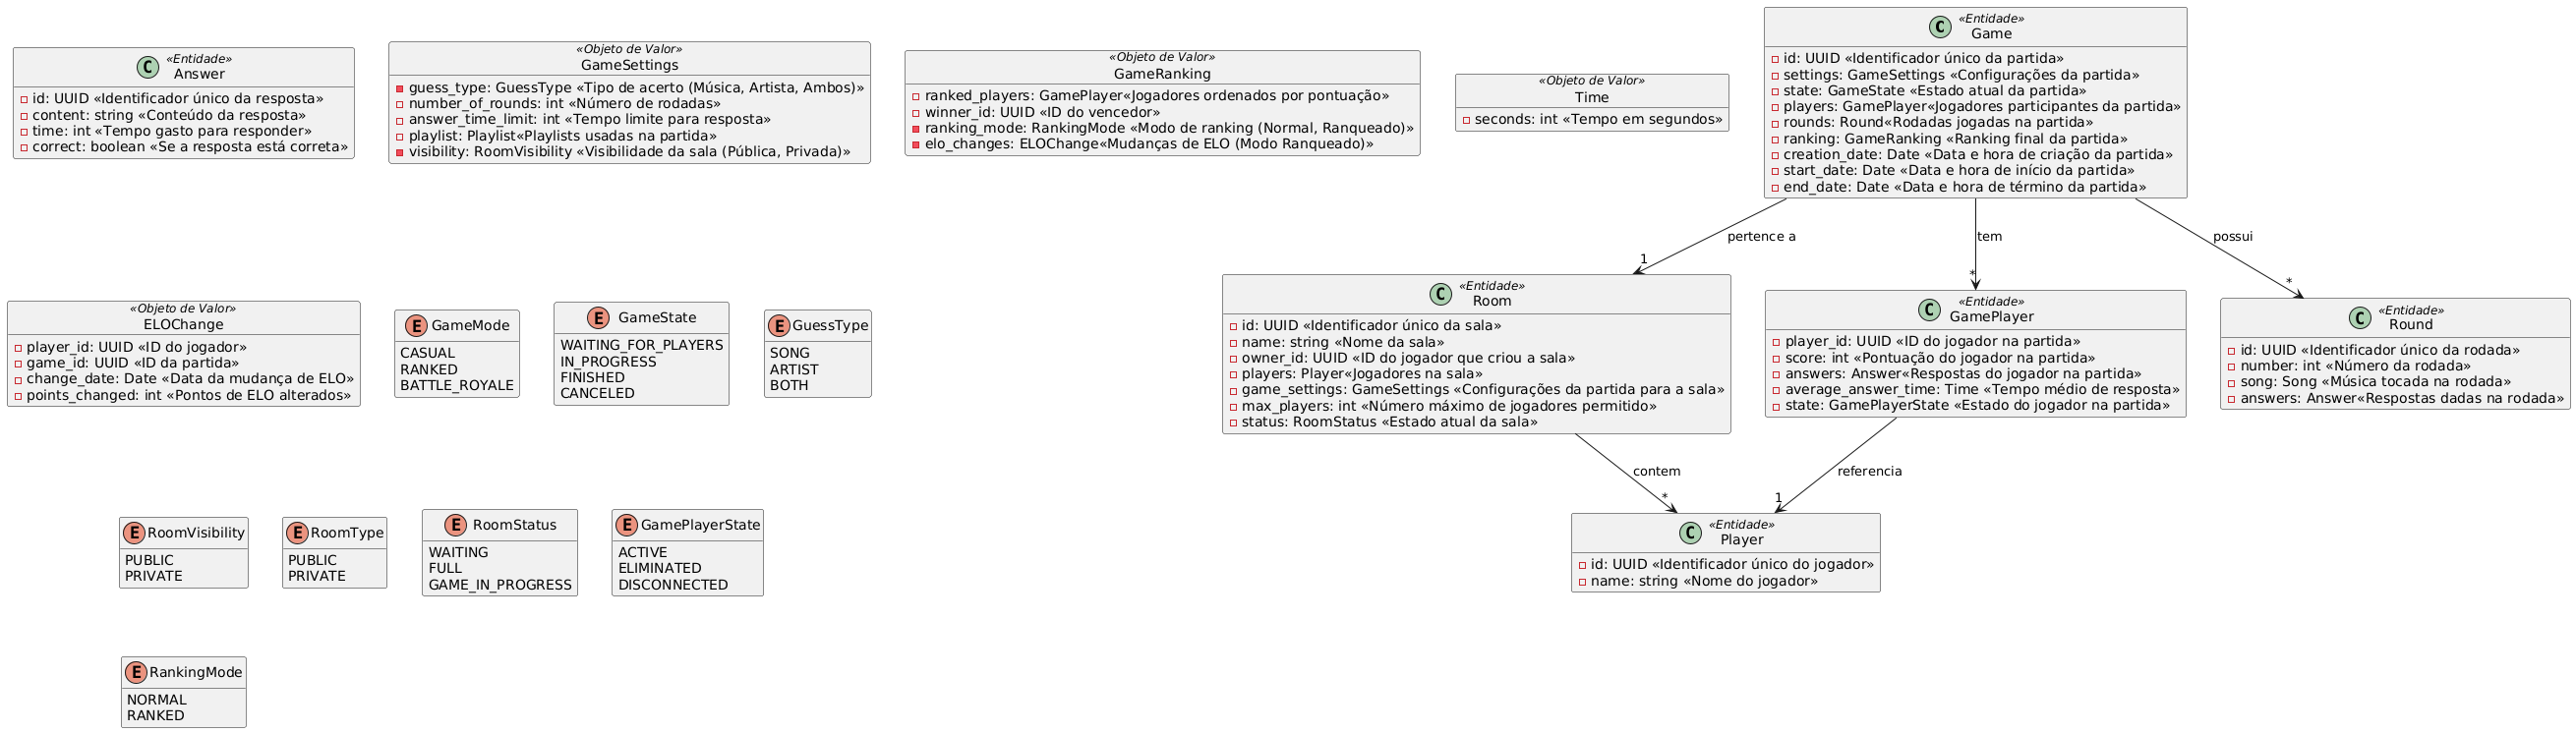 «Entidade»
Answer
id: UUID «Identificador único da resposta»
content: string «Conteúdo da resposta»
time: int «Tempo gasto para responder»
correct: boolean «Se a resposta está correta»
«Objeto de Valor»
GameSettings
guess_type: GuessType «Tipo de acerto (Música, Artista, Ambos)»
number_of_rounds: int «Número de rodadas»
answer_time_limit: int «Tempo limite para resposta»
playlist: Playlist«Playlists usadas na partida»
visibility: RoomVisibility «Visibilidade da sala (Pública, Privada)»
«Objeto de Valor»
GameRanking
ranked_players: GamePlayer«Jogadores ordenados por pontuação»
winner_id: UUID «ID do vencedor»
ranking_mode: RankingMode «Modo de ranking (Normal, Ranqueado)»
elo_changes: ELOChange«Mudanças de ELO (Modo Ranqueado)»
«Objeto de Valor»
Time
seconds: int «Tempo em segundos»
C
«Entidade»
Game
id: UUID «Identificador único da partida»
settings: GameSettings «Configurações da partida»
state: GameState «Estado atual da partida»
players: GamePlayer«Jogadores participantes da partida»
rounds: Round«Rodadas jogadas na partida»
ranking: GameRanking «Ranking final da partida»
creation_date: Date «Data e hora de criação da partida»
start_date: Date «Data e hora de início da partida»
end_date: Date «Data e hora de término da partida»
pertence a
1
tem
*
possui
*
«Objeto de Valor»
ELOChange
player_id: UUID «ID do jogador»
game_id: UUID «ID da partida»
change_date: Date «Data da mudança de ELO»
points_changed: int «Pontos de ELO alterados»
E GameMode
CASUAL
RANKED
BATTLE_ROYALE
E GameState
WAITING_FOR_PLAYERS
IN_PROGRESS
FINISHED
CANCELED
E GuessType
SONG
ARTIST
BOTH
C
«Entidade»
Room
id: UUID «Identificador único da sala»
name: string «Nome da sala»
owner_id: UUID «ID do jogador que criou a sala»
players: Player«Jogadores na sala»
game_settings: GameSettings «Configurações da partida para a sala»
max_players: int «Número máximo de jogadores permitido»
status: RoomStatus «Estado atual da sala»
C
«Entidade»
GamePlayer
player_id: UUID «ID do jogador na partida»
score: int «Pontuação do jogador na partida»
answers: Answer«Respostas do jogador na partida»
average_answer_time: Time «Tempo médio de resposta»
state: GamePlayerState «Estado do jogador na partida»
C
«Entidade»
Round
id: UUID «Identificador único da rodada»
number: int «Número da rodada»
song: Song «Música tocada na rodada»
answers: Answer«Respostas dadas na rodada»
contem
*
referencia
1
E RoomVisibility
PUBLIC
PRIVATE
E RoomType
PUBLIC
PRIVATE
E RoomStatus
WAITING
FULL
GAME_IN_PROGRESS
E GamePlayerState
ACTIVE
ELIMINATED
DISCONNECTED
C
«Entidade»
Player
id: UUID «Identificador único do jogador»
name: string «Nome do jogador»
E RankingMode
NORMAL
RANKED